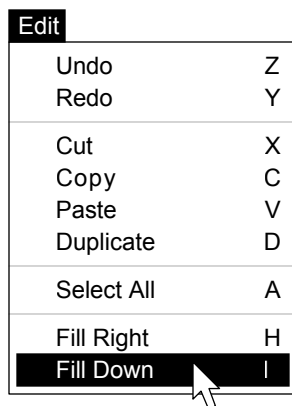 Edit
Undo Z
Redo Y
Cut X
Copy C
Paste V
Duplicate D
Select All A
Fill Right H
Fill Down I